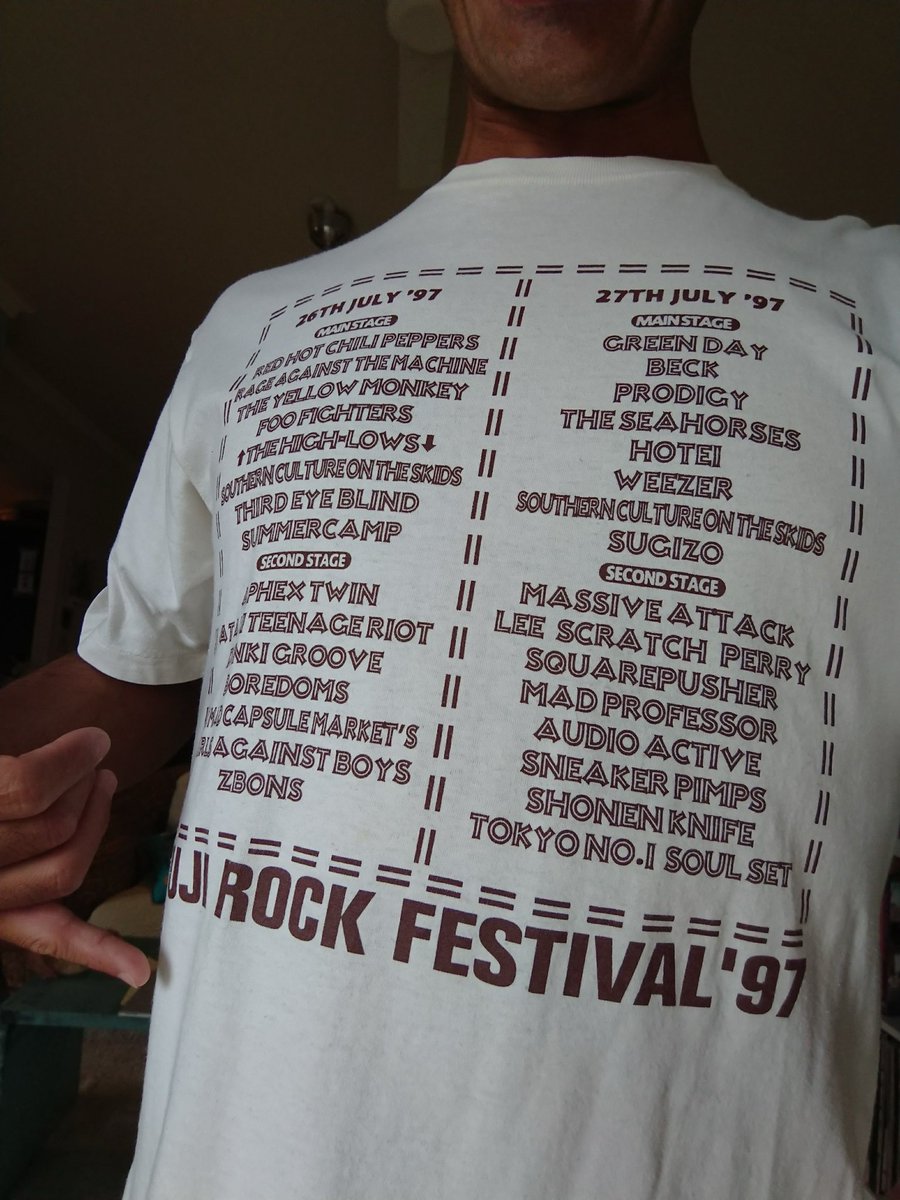 26TH JULY '97
MAIN STAGE
RED HOT CHILI PEPPERS
RAGE AGAINST THE MACHINE
THE YELLOW MONKEY
FOO FIGHTERS
↑THE HIGH-LOWS↓
SOUTHERN CULTURE ON THE SKIDS
THIRD EYE BLIND
SUMMERCAMP
SECOND STAGE
APHEX TWIN
TEENAGE RIOT
GROOVE
BOREDOMS
CAPSULE MARKET'S
AGAINST BOYS
ZBONS
27TH JULY '97
MAIN STAGE
GREEN DAY
BECK
PRODIGY
THE SEAHORSES
HOTEI
WEEZER
SOUTHERN CULTURE ON THE SKIDS
SUGIZO
SECOND STAGE
MASSIVE ATTACK
LEE SCRATCH PERRY
SQUAREPUSHER
MAD PROFESSOR
AUDIO ACTIVE
SNEAKER PIMPS
SHONEN KNIFE
TOKYO NO.1 SOUL SET
FUJI ROCK FESTIVAL '97